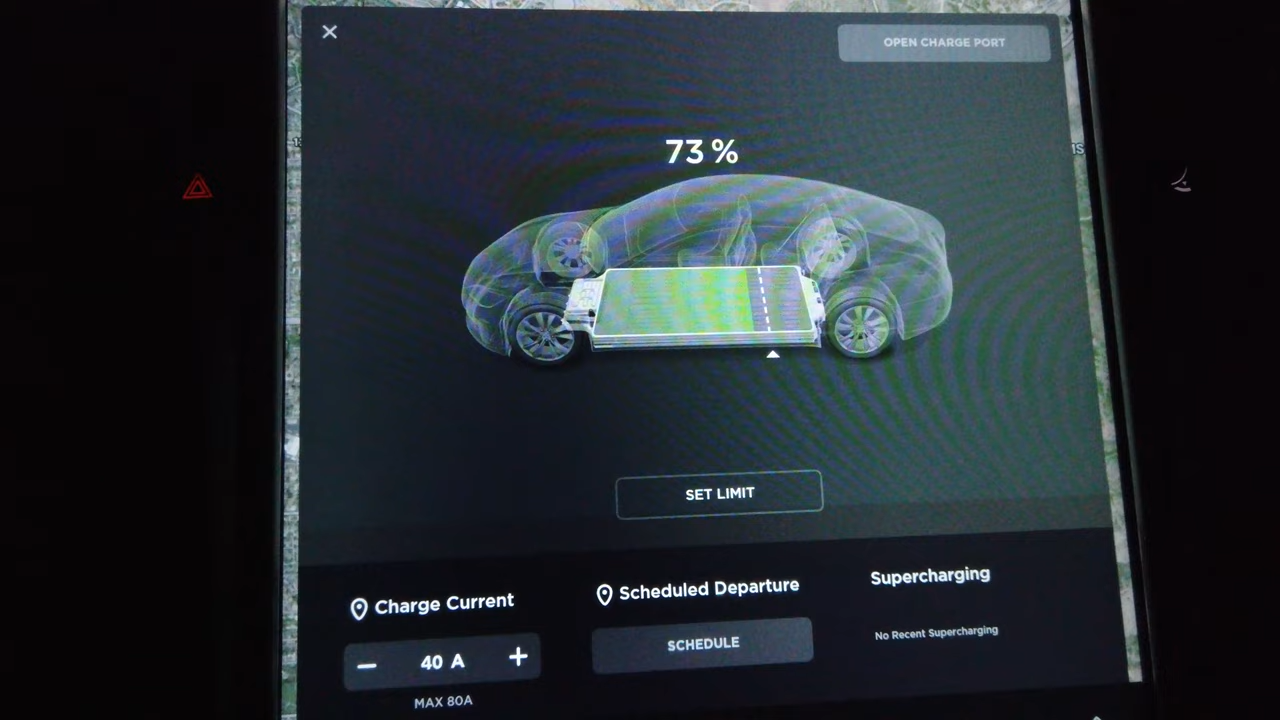 OPEN CHARGE PORT
73 %
SET LIMIT
Charge Current
40 A
MAX 80A
Scheduled Departure
SCHEDULE
Supercharging
No Recent Supercharging